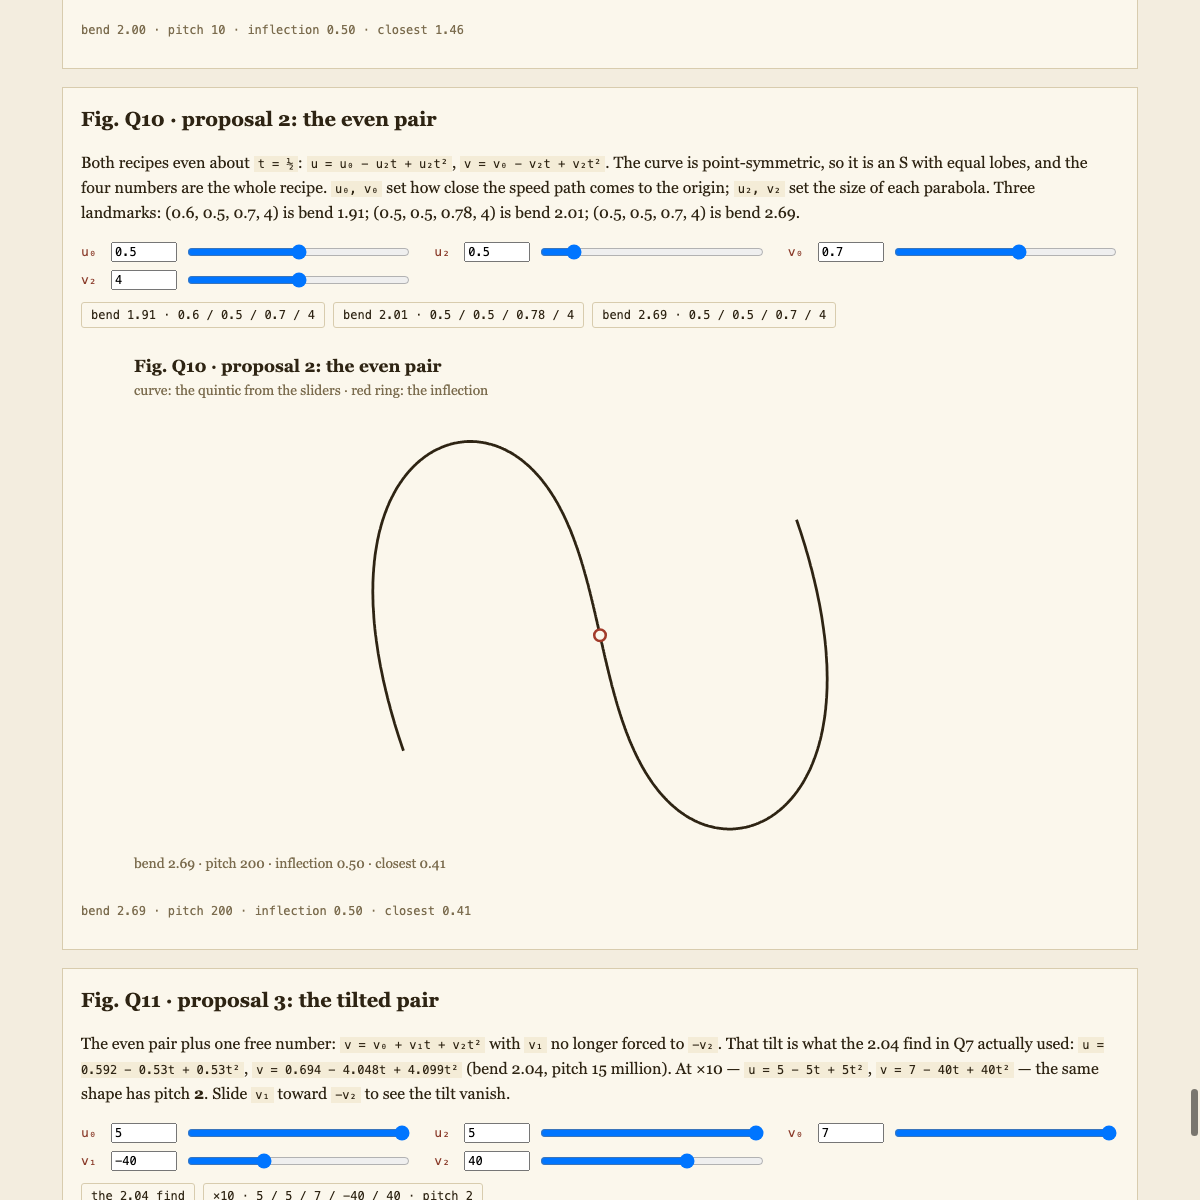 bend 2.00 · pitch 10 · inflection 0.50 · closest 1.46
Fig. Q10 · proposal 2: the even pair
Both recipes even about t = ½: u = u₀ − u₂t + u₂t², v = v₀ − v₂t + v₂t². The curve is point-symmetric, so it is an S with equal lobes, and the
four numbers are the whole recipe. u₀, v₀ set how close the speed path comes to the origin; u₂, v₂ set the size of each parabola. Three
landmarks: (0.6, 0.5, 0.7, 4) is bend 1.91; (0.5, 0.5, 0.78, 4) is bend 2.01; (0.5, 0.5, 0.7, 4) is bend 2.69.
u₀ 0.5 u₂ 0.5 v₀ 0.7
v₂ 4
bend 1.91 · 0.6 / 0.5 / 0.7 / 4 bend 2.01 · 0.5 / 0.5 / 0.78 / 4 bend 2.69 · 0.5 / 0.5 / 0.7 / 4
Fig. Q10 · proposal 2: the even pair
curve: the quintic from the sliders · red ring: the inflection
bend 2.69 · pitch 200 · inflection 0.50 · closest 0.41
bend 2.69 · pitch 200 · inflection 0.50 · closest 0.41
Fig. Q11 · proposal 3: the tilted pair
The even pair plus one free number: v = v₀ + v₁t + v₂t² with v₁ no longer forced to −v₂. That tilt is what the 2.04 find in Q7 actually used: u =
0.592 − 0.53t + 0.53t², v = 0.694 − 4.048t + 4.099t² (bend 2.04, pitch 15 million). At ×10 — u = 5 − 5t + 5t², v = 7 − 40t + 40t² — the same
shape has pitch 2. Slide v₁ toward −v₂ to see the tilt vanish.
u₀ 5 u₂ 5 v₀ 7
v₁ −40 v₂ 40
the 2.04 find ×10 · 5 / 5 / 7 / −40 / 40 · pitch 2